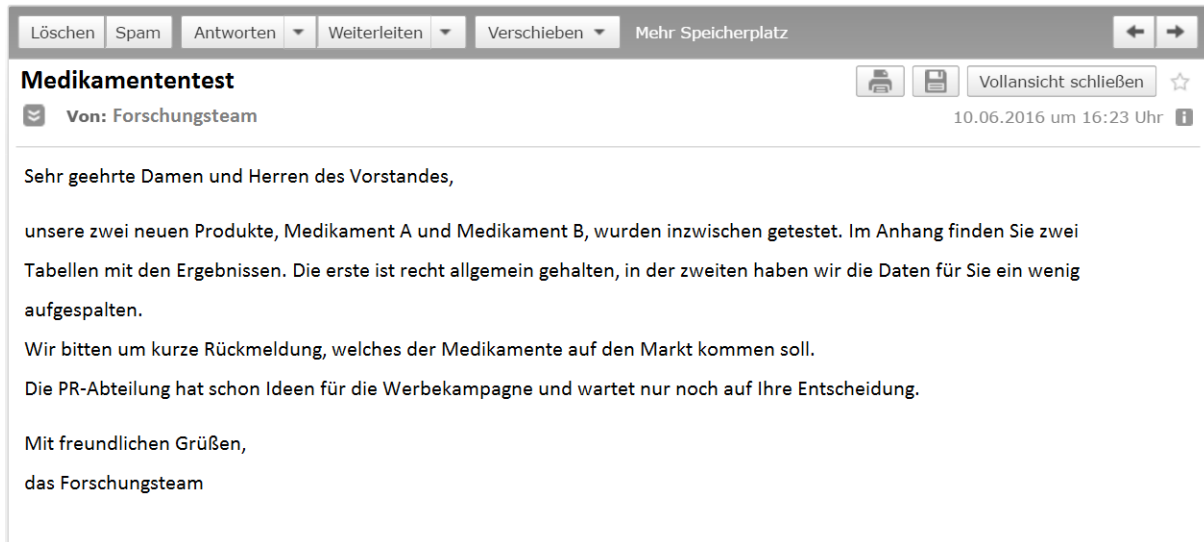 Löschen Spam Antworten Weiterleiten Verschieben Mehr Speicherplatz
Medikamententest Vollansicht schließen
Von: Forschungsteam 10.06.2016 um 16:23 Uhr i
Sehr geehrte Damen und Herren des Vorstandes,
unsere zwei neuen Produkte, Medikament A und Medikament B, wurden inzwischen getestet. Im Anhang finden Sie zwei
Tabellen mit den Ergebnissen. Die erste ist recht allgemein gehalten, in der zweiten haben wir die Daten für Sie ein wenig
aufgespalten.
Wir bitten um kurze Rückmeldung, welches der Medikamente auf den Markt kommen soll.
Die PR-Abteilung hat schon Ideen für die Werbekampagne und wartet nur noch auf Ihre Entscheidung.
Mit freundlichen Grüßen,
das Forschungsteam